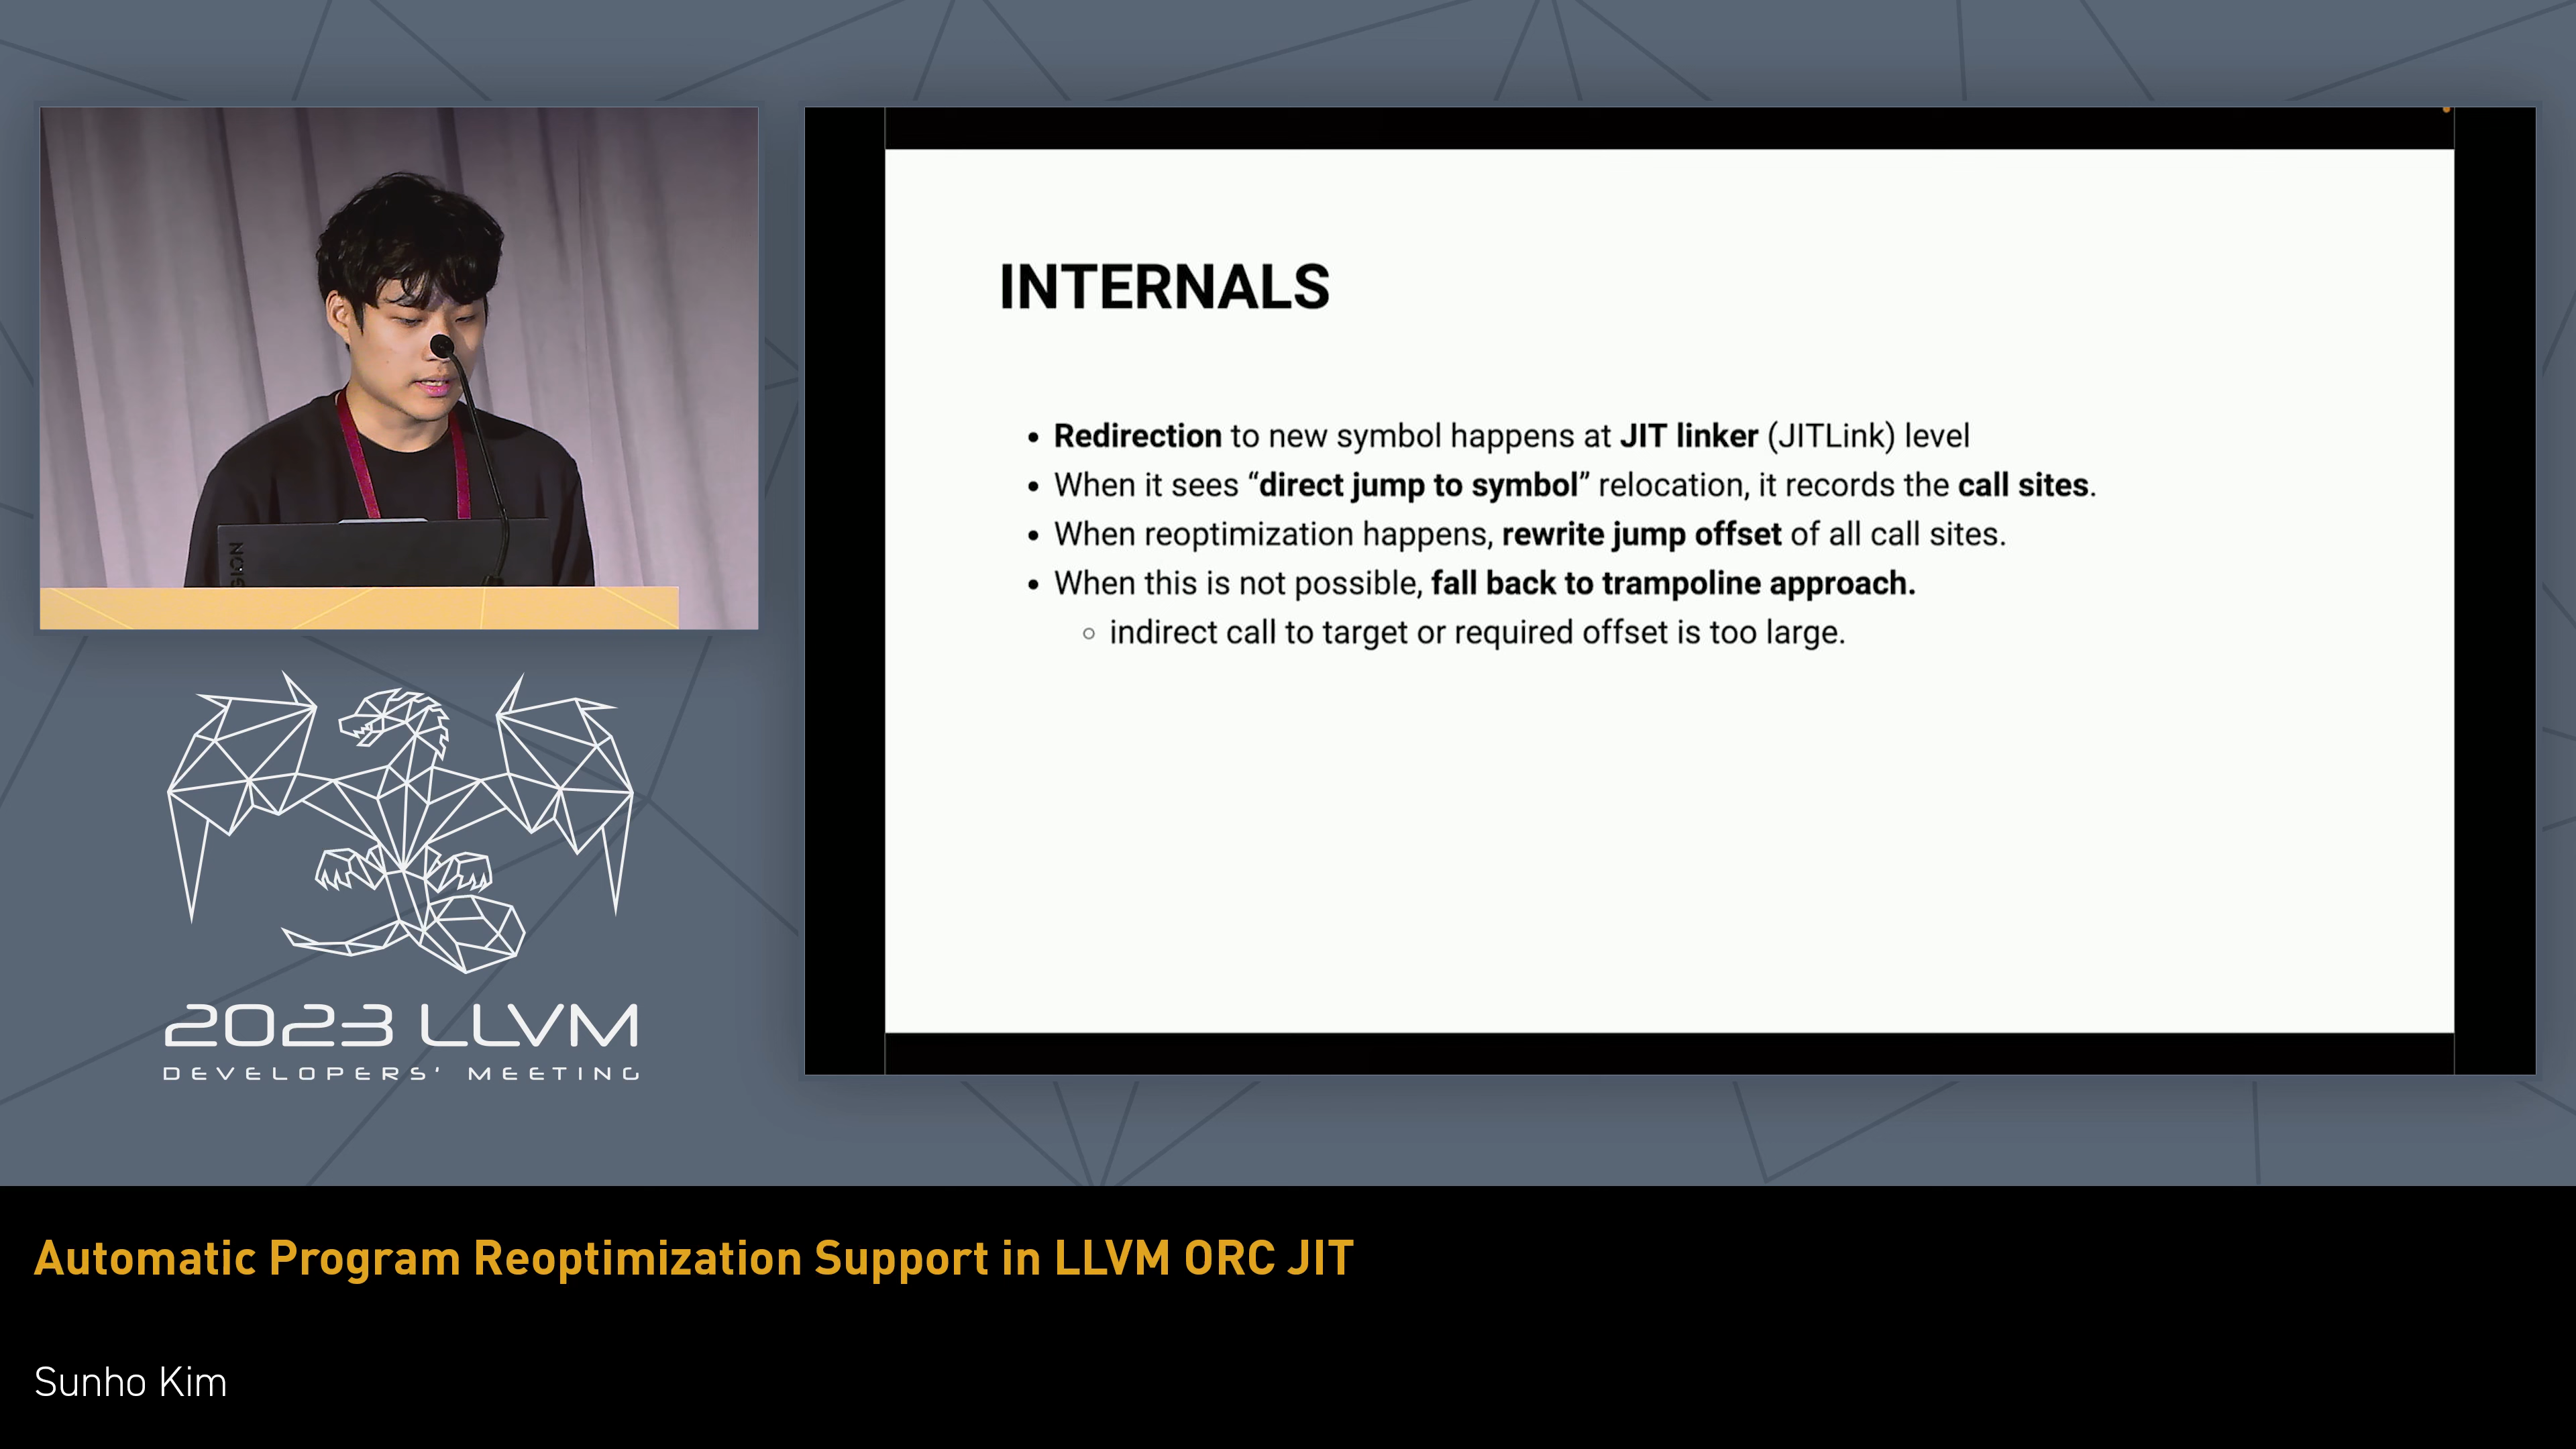 INTERNALS
• Redirection to new symbol happens at JIT linker (JITLink) level
• When it sees “direct jump to symbol” relocation, it records the call sites.
• When reoptimization happens, rewrite jump offset of all call sites.
• When this is not possible, fall back to trampoline approach.
○ indirect call to target or required offset is too large.
2023 LLVM
DEVELOPERS' MEETING
Automatic Program Reoptimization Support in LLVM ORC JIT
Sunho Kim